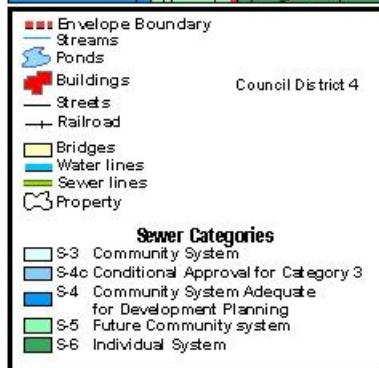 Envelope Boundary
Streams
Ponds
Buildings
Council District 4
Streets
Railroad
Bridges
Water lines
Sewer lines
Property
Sewer Categories
S-3 Community System
S-4c Conditional Approval for Category 3
S-4 Community System Adequate
for Development Planning
S-5 Future Community system
S-6 Individual System